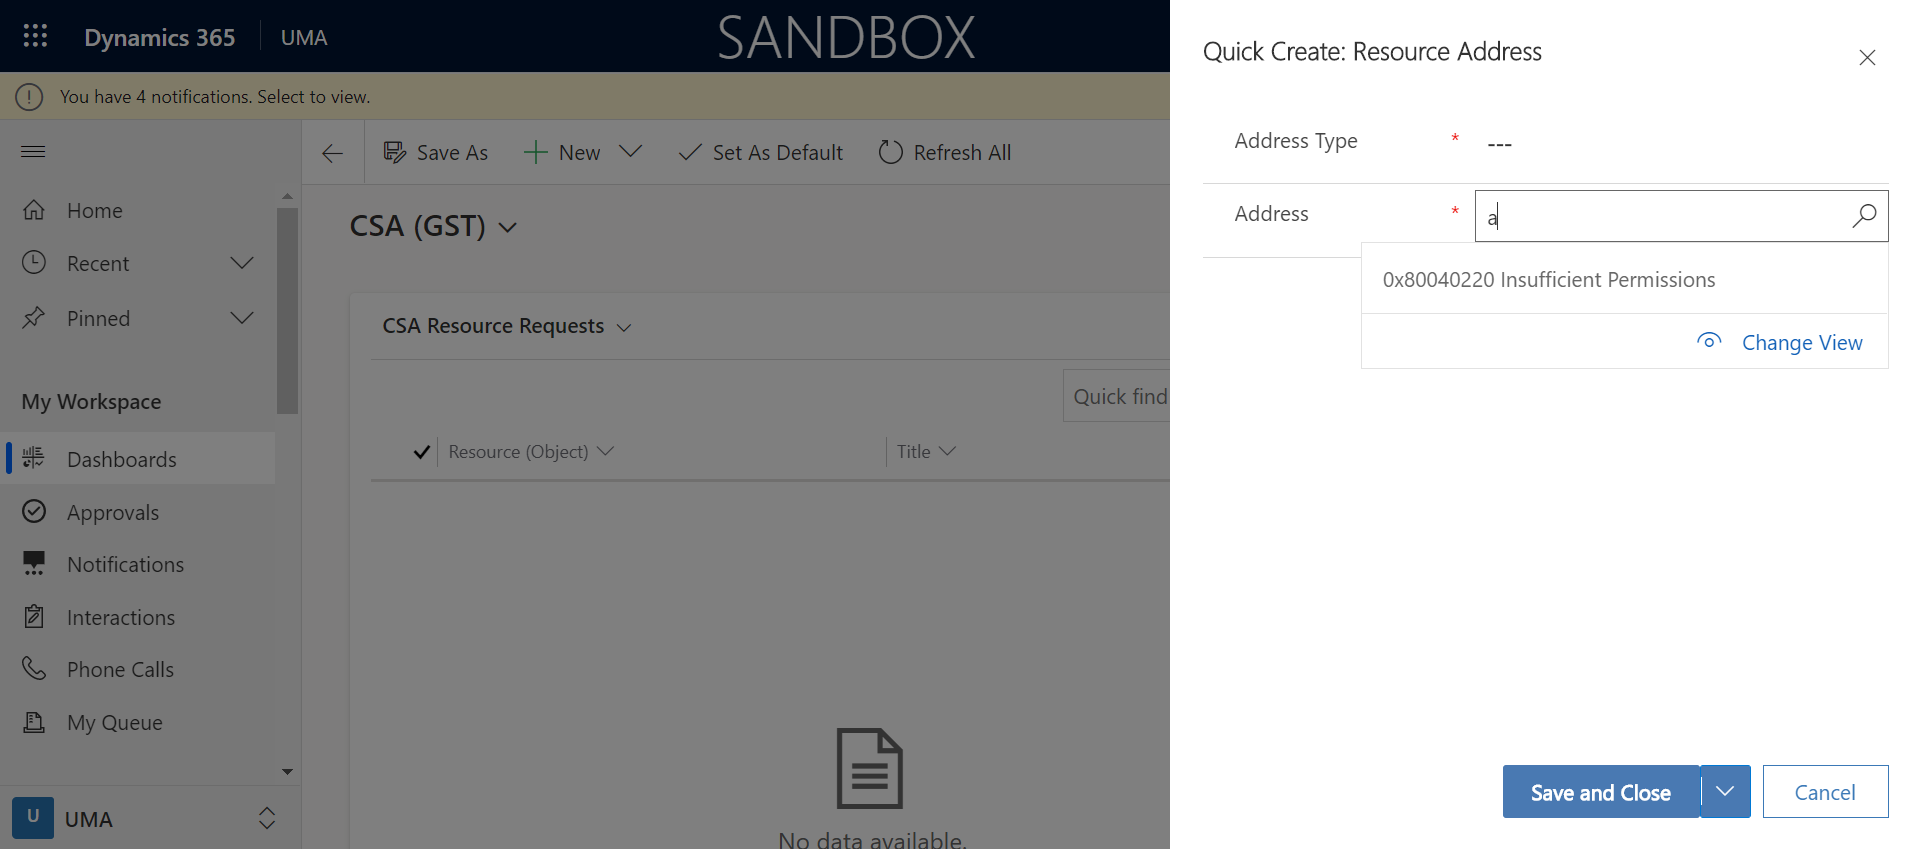 Dynamics 365
UMA
SANDBOX
You have 4 notifications. Select to view.
Save As
New
Set As Default
Refresh All
Home
Recent
Pinned
My Workspace
Dashboards
Approvals
Notifications
Interactions
Phone Calls
My Queue
U
UMA
CSA (GST)
CSA Resource Requests
Quick find
Resource (Object)
Title
No data available.
Quick Create: Resource Address
Address Type
*
---
Address
*
a
0x80040220 Insufficient Permissions
Change View
Save and Close
Cancel